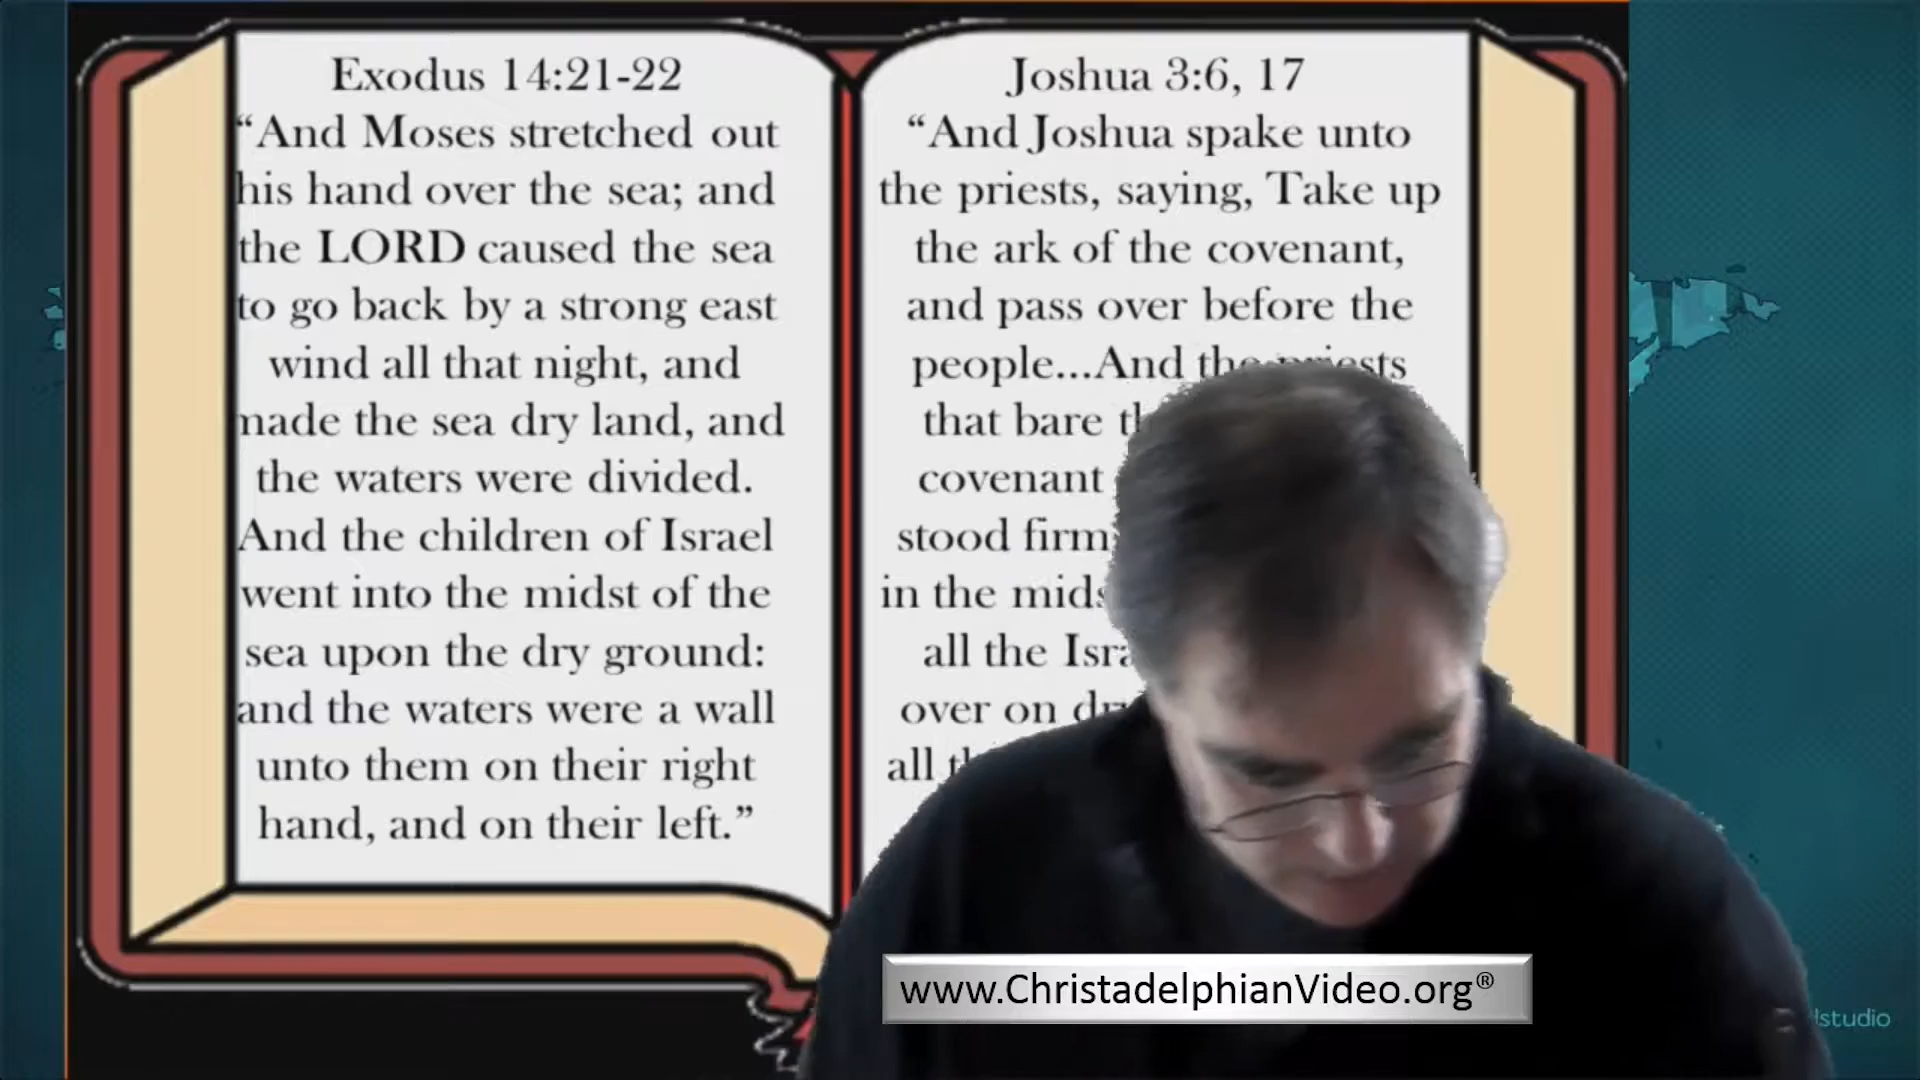 Exodus 14:21-22
“And Moses stretched out
his hand over the sea; and
the LORD caused the sea
to go back by a strong east
wind all that night, and
made the sea dry land, and
the waters were divided.
And the children of Israel
went into the midst of the
sea upon the dry ground:
and the waters were a wall
unto them on their right
hand, and on their left.”
Joshua 3:6, 17
“And Joshua spake unto
the priests, saying, Take up
the ark of the covenant,
and pass over before the
people...And the priests
that bare
covenant
stood firm
in the
all the
over on
all
www.ChristadelphianVideo.org®